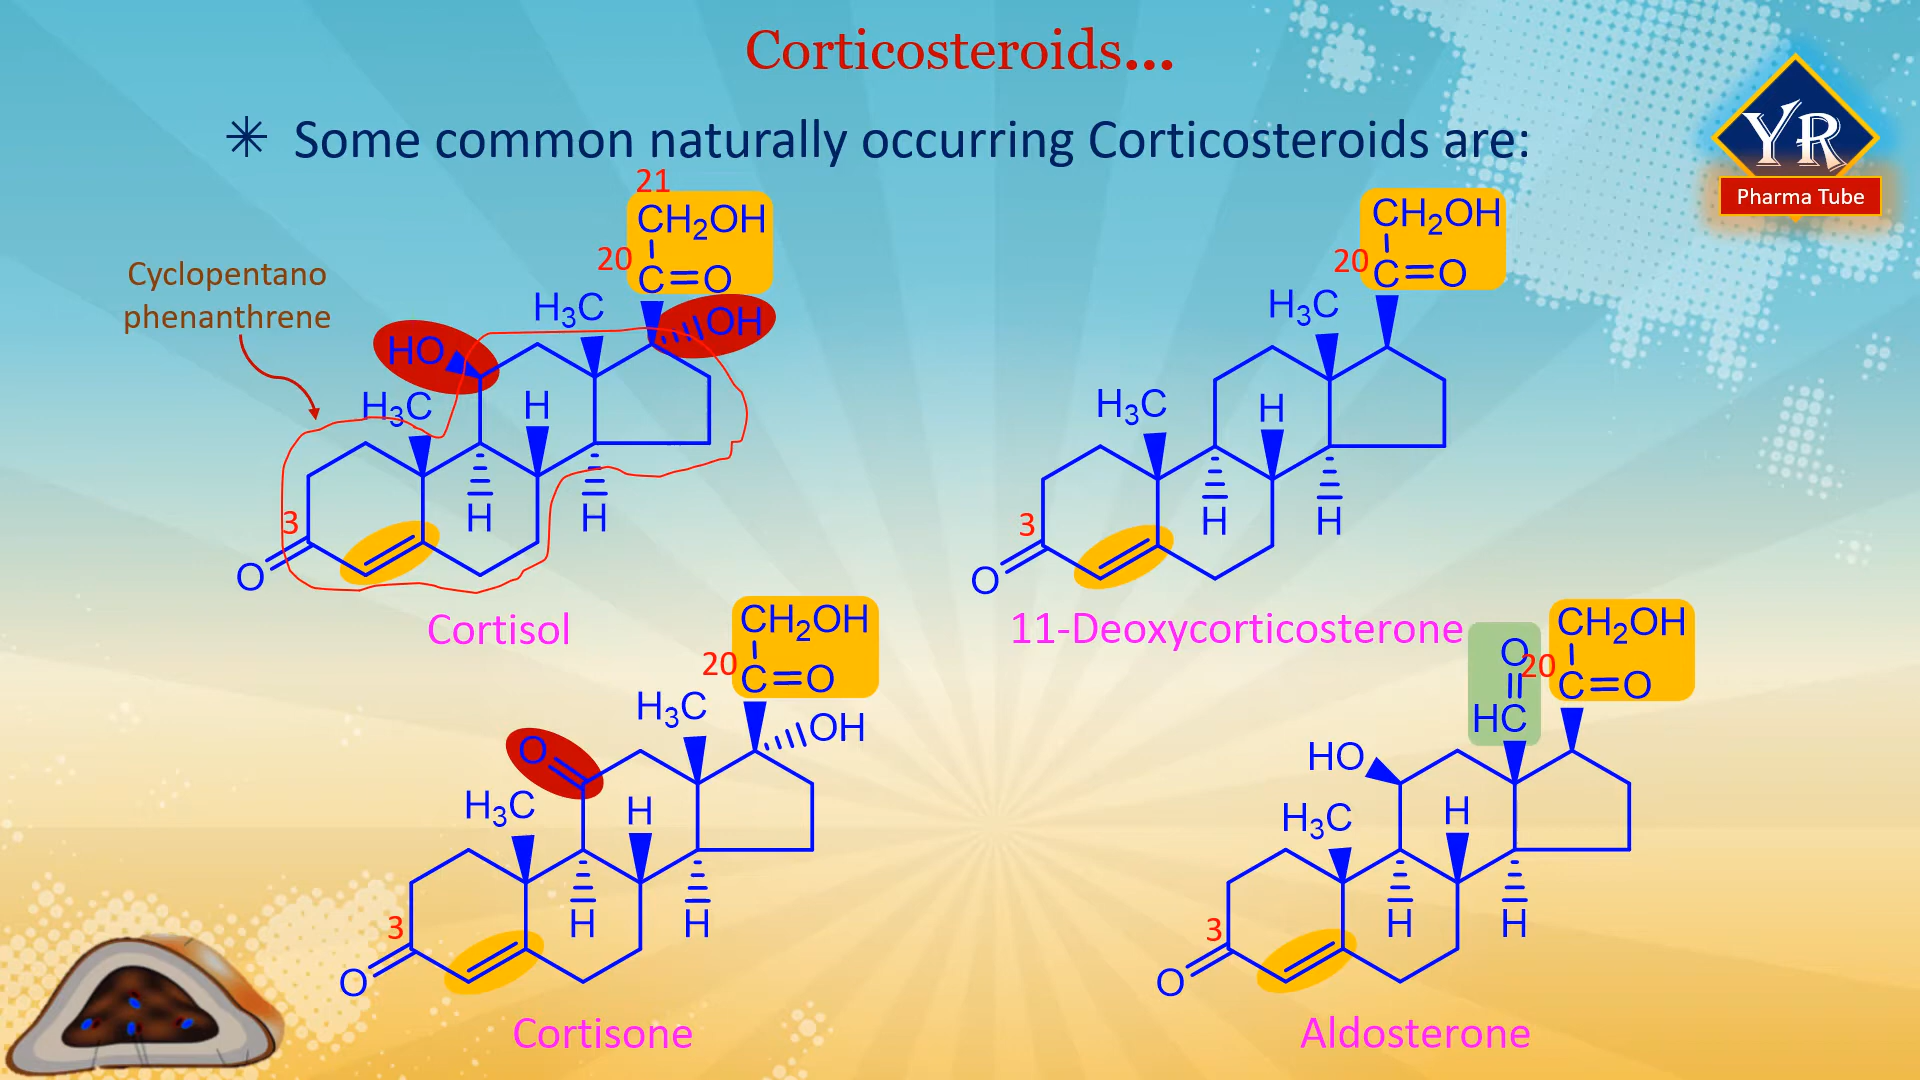 Corticosteroids...
YR
Pharma Tube
✳ Some common naturally occurring Corticosteroids are:
Cyclopentano
phenanthrene
21
CH₂OH
20
C=O
H₃C
OH
HO
H₃C
H
3
H
H
O
Cortisol
CH₂OH
20
C=O
H₃C
H₃C
H
3
H
H
O
11-Deoxycorticosterone
CH₂OH
20
C=O
H₃C
OH
O
H₃C
H
3
H
H
O
Cortisone
CH₂OH
O
20
C=O
HC
HO
H₃C
H
3
H
H
O
Aldosterone